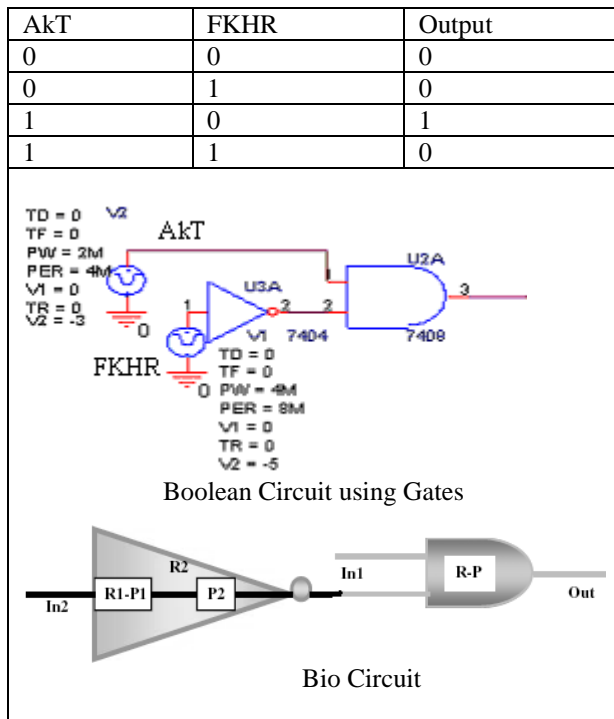 AkT FKHR Output
0 0 0
0 1 0
1 0 1
1 1 0
TD = 0 V2
TF = 0
PW = 2M
PER = 4M
V1 = 0
TR = 0
V2 = -3
0
AkT
U2A
1
2
3
7408
U3A
1
2
7404
FKHR
0
V1
TD = 0
TF = 0
PW = 4M
PER = 8M
V1 = 0
TR = 0
V2 = -5
Boolean Circuit using Gates
R2
R1-P1
P2
In2
In1
R-P
Out
Bio Circuit